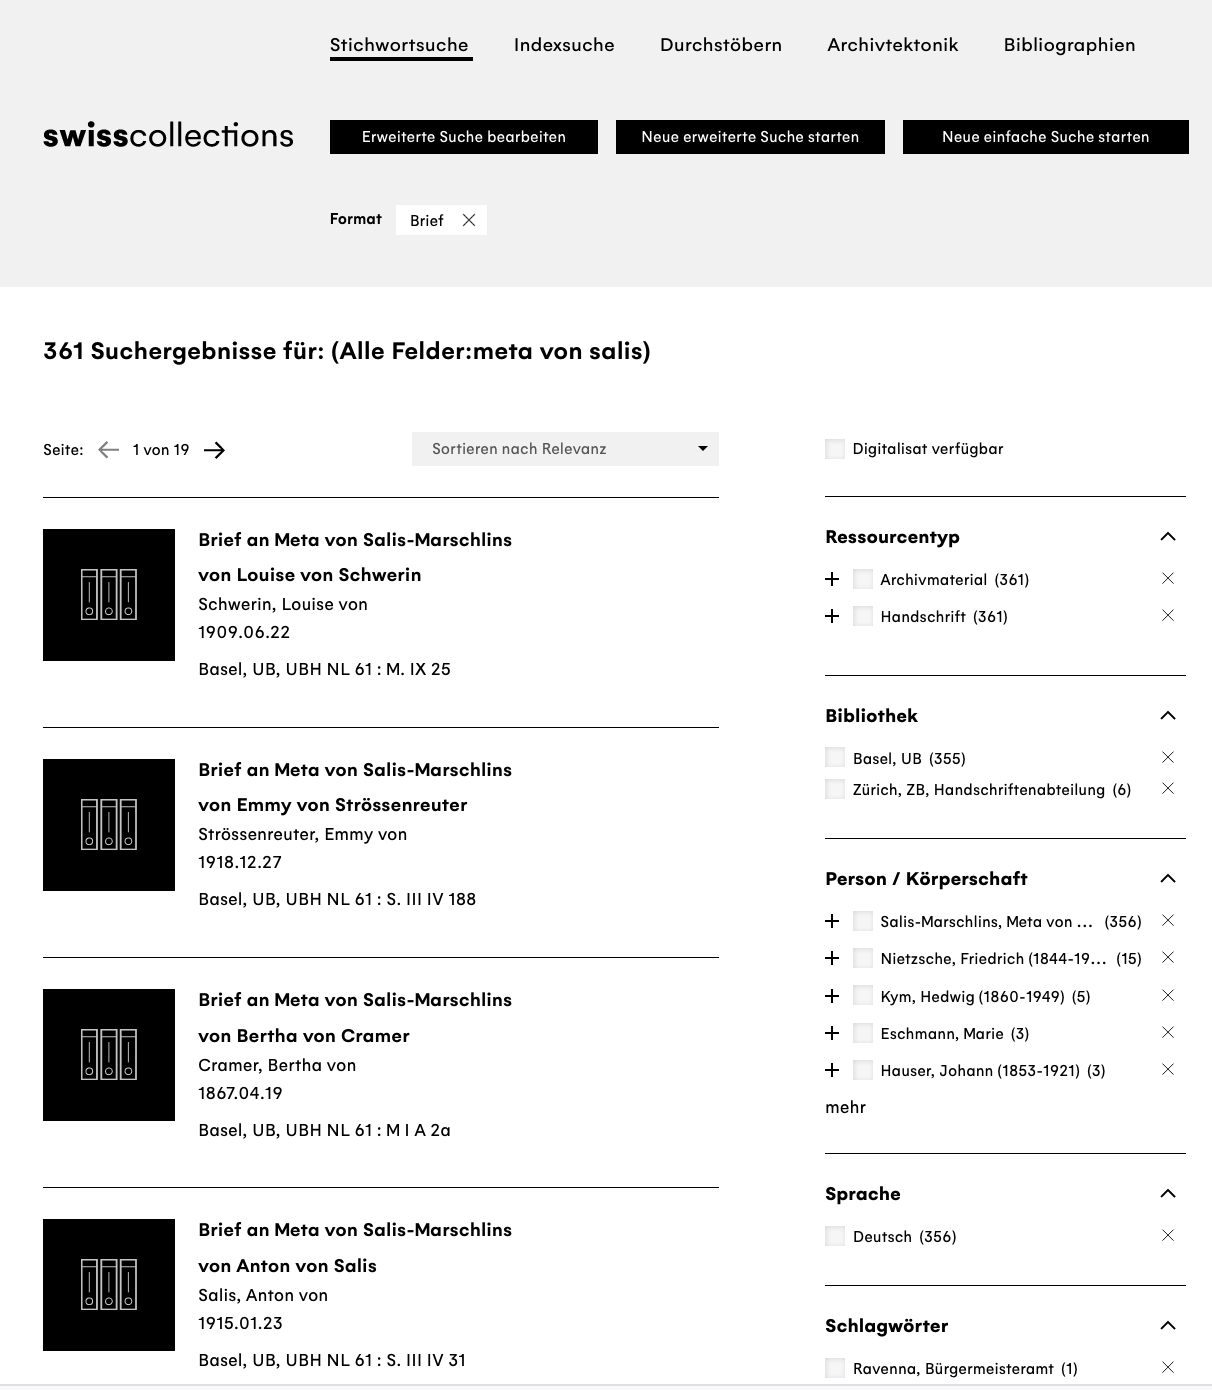 Stichwortsuche Indexsuche Durchstöbern Archivtektonik Bibliographien
swisscollections
Erweiterte Suche bearbeiten Neue erweiterte Suche starten Neue einfache Suche starten
Format Brief
361 Suchergebnisse für: (Alle Felder:meta von salis)
Seite: 1 von 19
Sortieren nach Relevanz
Brief an Meta von Salis-Marschlins
von Louise von Schwerin
Schwerin, Louise von
1909.06.22
Basel, UB, UBH NL 61 : M. IX 25
Brief an Meta von Salis-Marschlins
von Emmy von Strössenreuter
Strössenreuter, Emmy von
1918.12.27
Basel, UB, UBH NL 61 : S. III IV 188
Brief an Meta von Salis-Marschlins
von Bertha von Cramer
Cramer, Bertha von
1867.04.19
Basel, UB, UBH NL 61 : M I A 2a
Brief an Meta von Salis-Marschlins
von Anton von Salis
Salis, Anton von
1915.01.23
Basel, UB, UBH NL 61 : S. III IV 31
Digitalisat verfügbar
Ressourcentyp
Archivmaterial (361)
Handschrift (361)
Bibliothek
Basel, UB (355)
Zürich, ZB, Handschriftenabteilung (6)
Person / Körperschaft
Salis-Marschlins, Meta von ... (356)
Nietzsche, Friedrich (1844-19... (15)
Kym, Hedwig (1860-1949) (5)
Eschmann, Marie (3)
Hauser, Johann (1853-1921) (3)
mehr
Sprache
Deutsch (356)
Schlagwörter
Ravenna, Bürgermeisteramt (1)